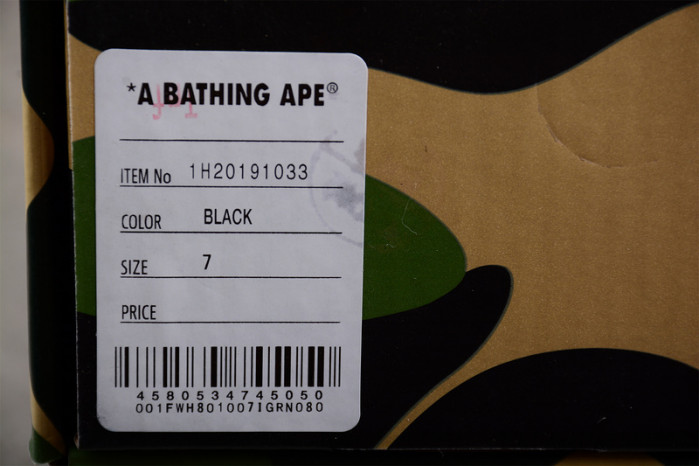 *A BATHING APE®
ITEM No 1H20191033
COLOR BLACK
SIZE 7
PRICE
4580534745050
001FWH801007IGRN080